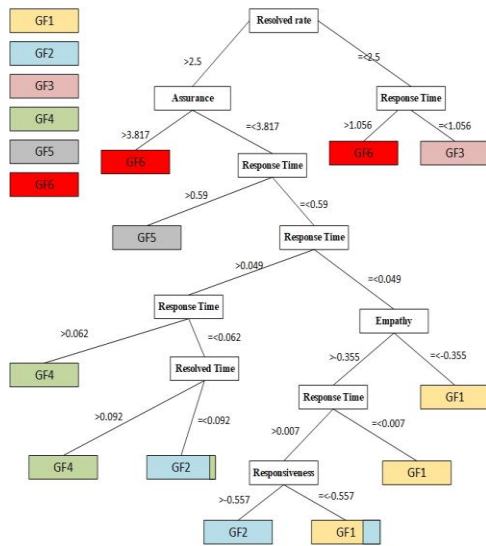 GF1
GF2
GF3
GF4
GF5
GF6
Resolved rate
>2.5
=<2.5
Assurance
Response Time
>3.817
=<3.817
>1.056
=<1.056
GF6
Response Time
GF6
GF3
>0.59
=<0.59
GF5
Response Time
>0.049
=<0.049
Response Time
Empathy
>0.062
=<0.062
>-0.355
=<-0.355
GF4
Resolved Time
Response Time
GF1
>0.092
=<0.092
>0.007
=<0.007
GF4
GF2
Responsiveness
GF1
>-0.557
=<-0.557
GF2
GF1